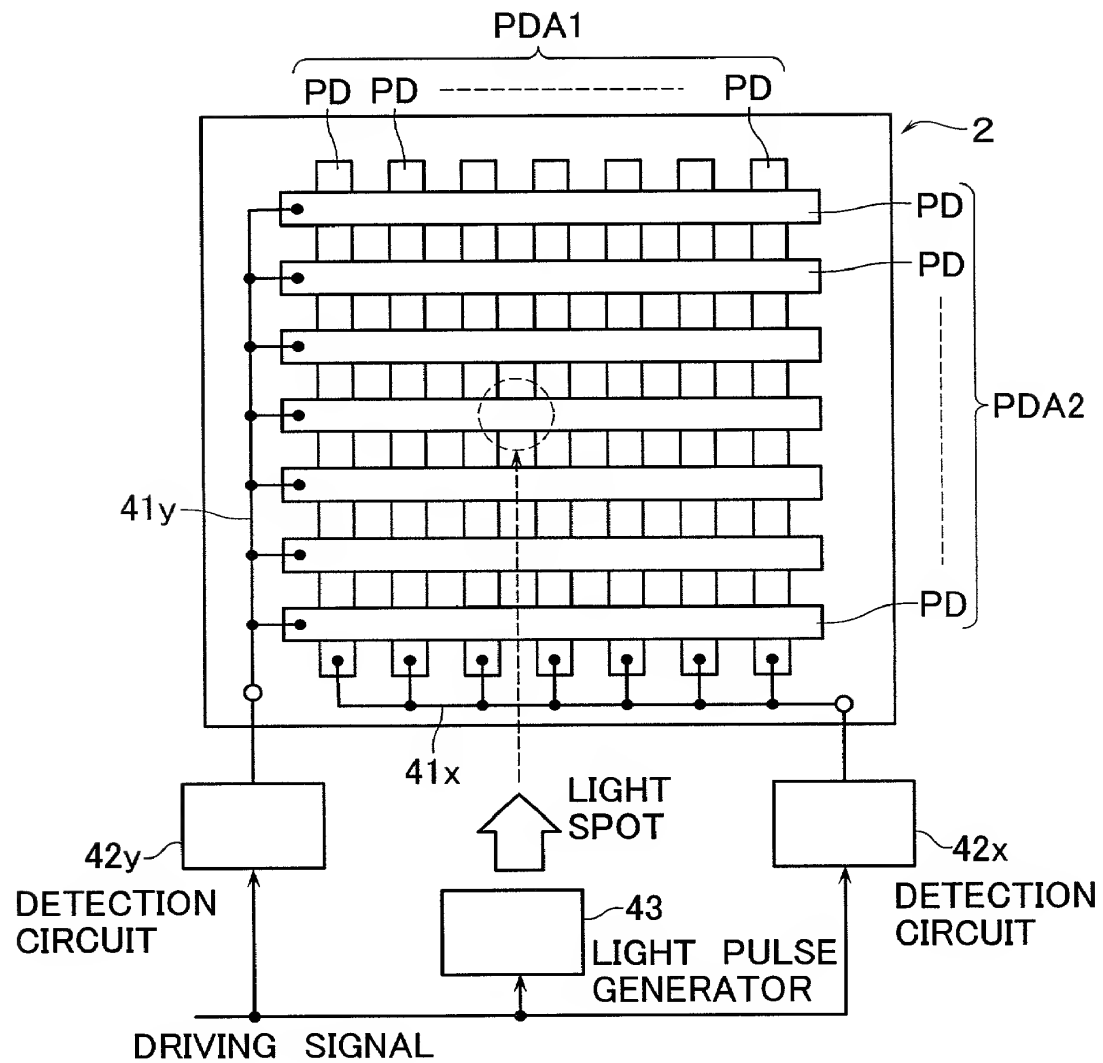 PDA1
PD PD PD
2
PD
PD
PDA2
41y
PD
41x
LIGHT
SPOT
42y
42x
DETECTION
CIRCUIT
43
DETECTION
CIRCUIT
LIGHT PULSE
GENERATOR
DRIVING SIGNAL